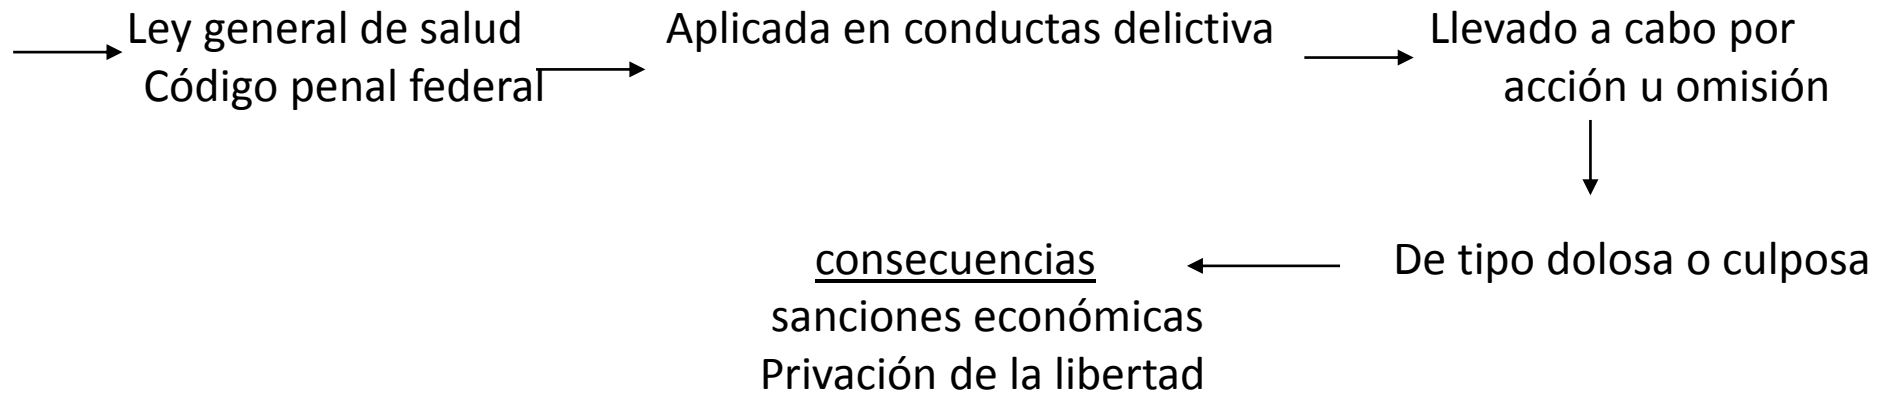 Ley general de salud
Código penal federal
Aplicada en conductas delictiva
Llevado a cabo por
acción u omisión
De tipo dolosa o culposa
consecuencias
sanciones económicas
Privación de la libertad